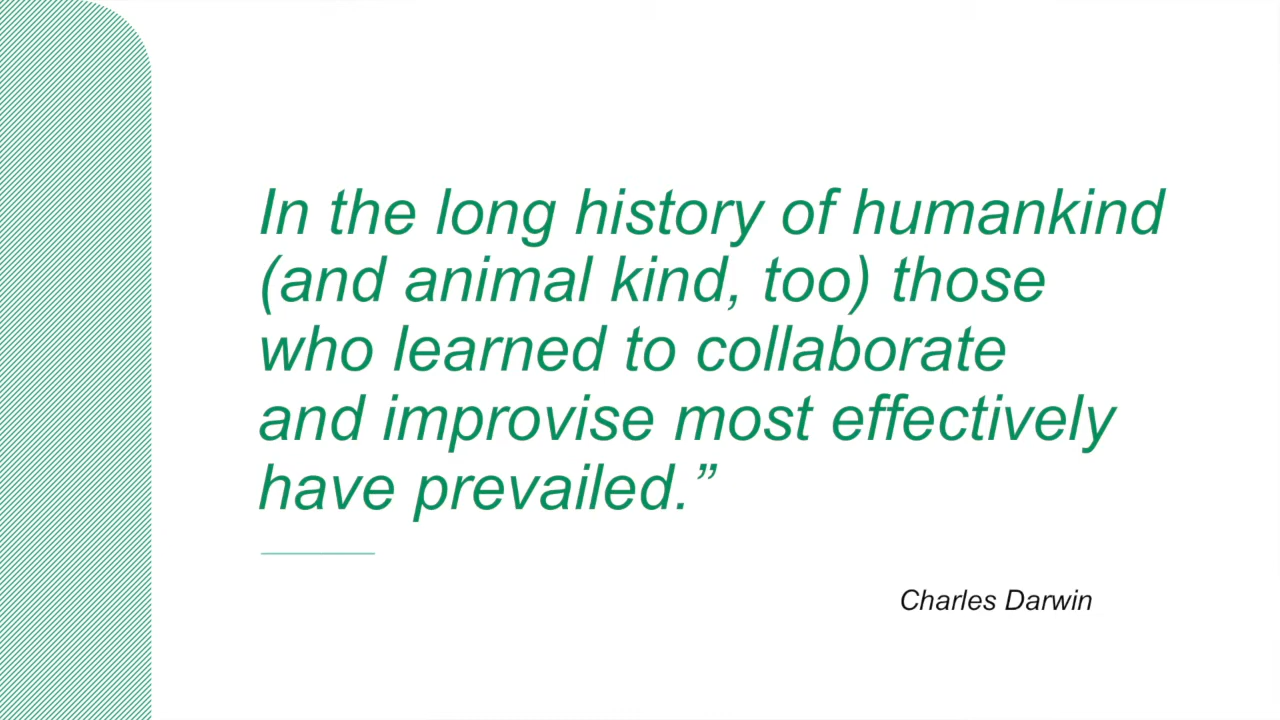 In the long history of humankind
(and animal kind, too) those
who learned to collaborate
and improvise most effectively
have prevailed.”
Charles Darwin